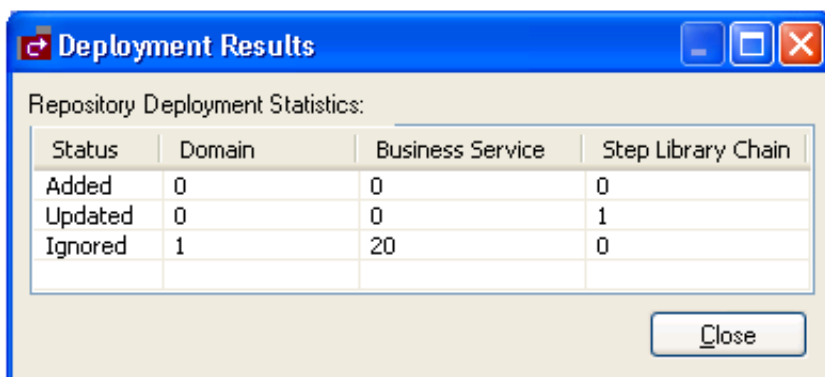 Deployment Results
Repository Deployment Statistics:
Status Domain Business Service Step Library Chain
Added 0 0 0
Updated 0 0 1
Ignored 1 20 0
Close